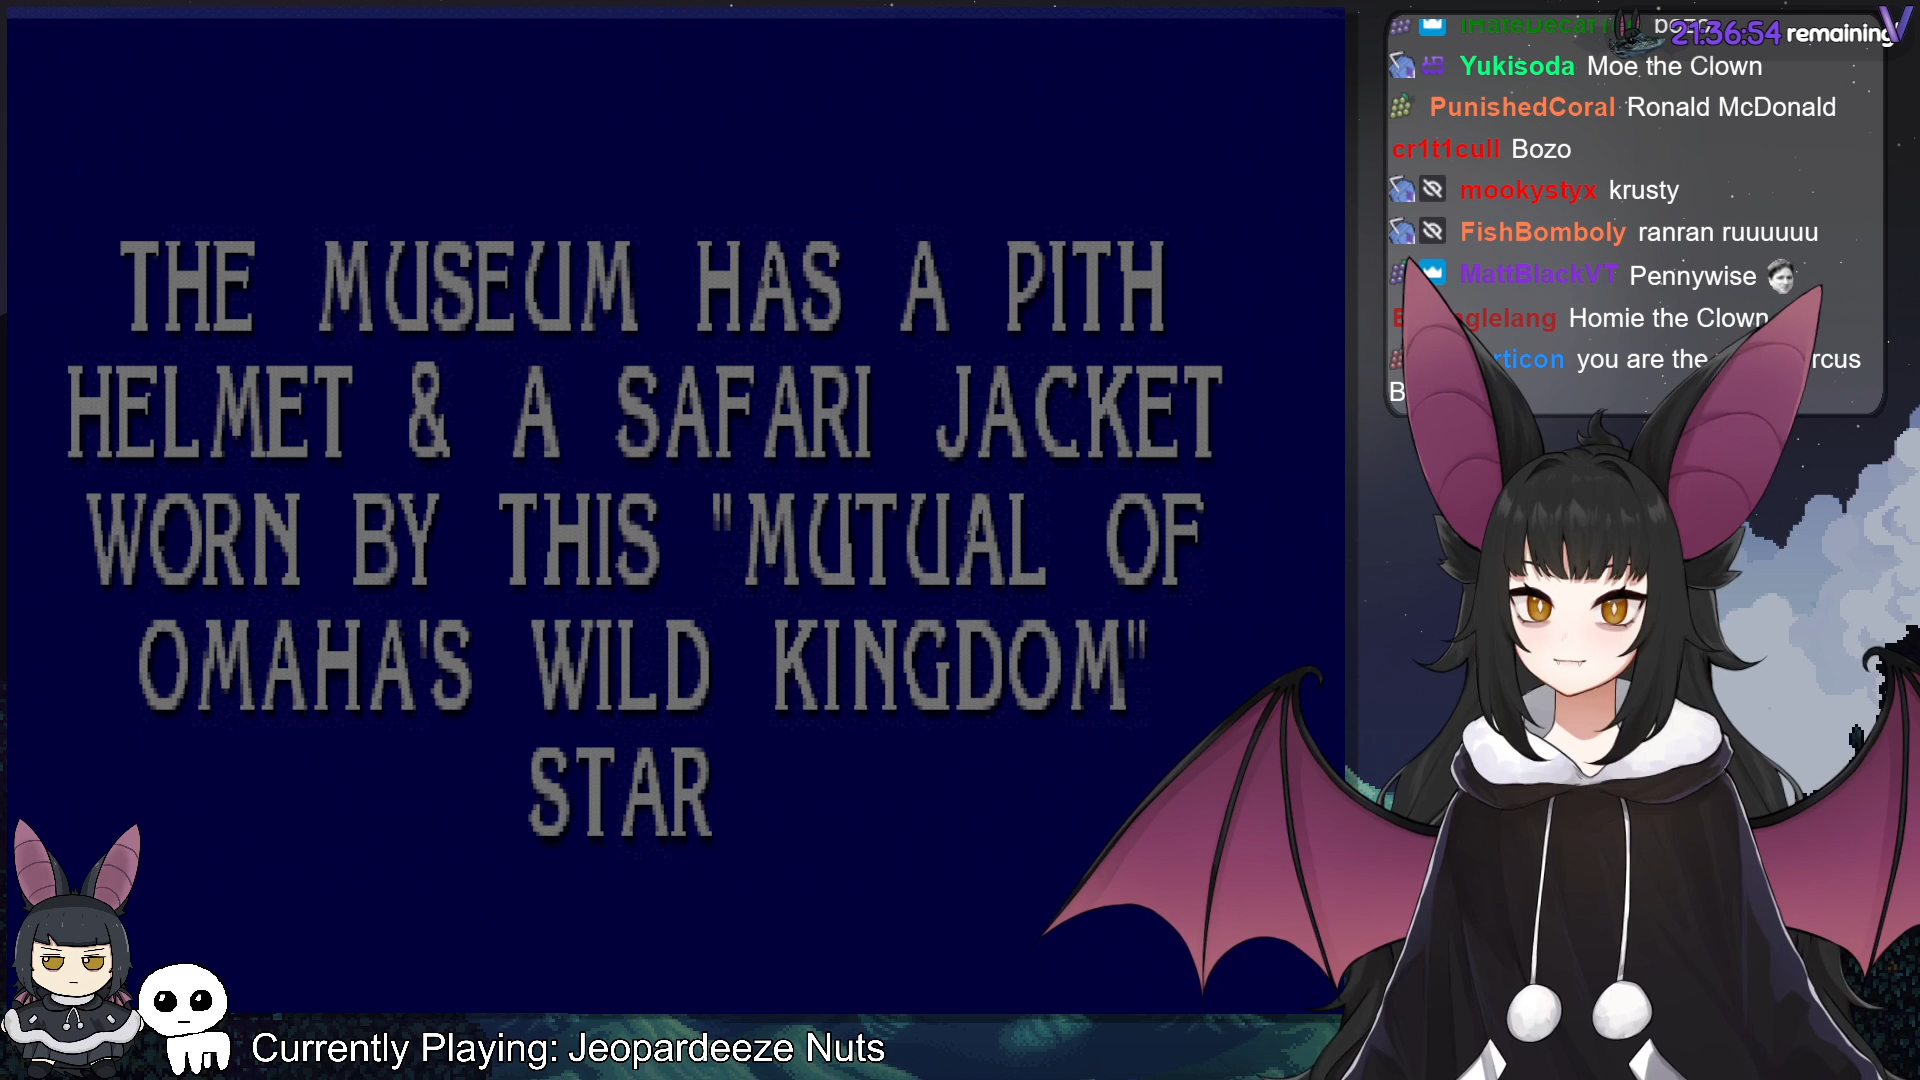 THE MUSEUM HAS A PITH
HELMET & A SAFARI JACKET
WORN BY THIS "MUTUAL OF
OMAHA'S WILD KINGDOM"
STAR
21:36:54 remaining
Yukisoda Moe the Clown
PunishedCoral Ronald McDonald
cr1t1cull Bozo
mookystyx krusty
FishBomboly ranran ruuuuuu
MattBlackVT Pennywise
glelang Homie the Clown
rticon you are the rcus
B
Currently Playing: Jeopardeeze Nuts